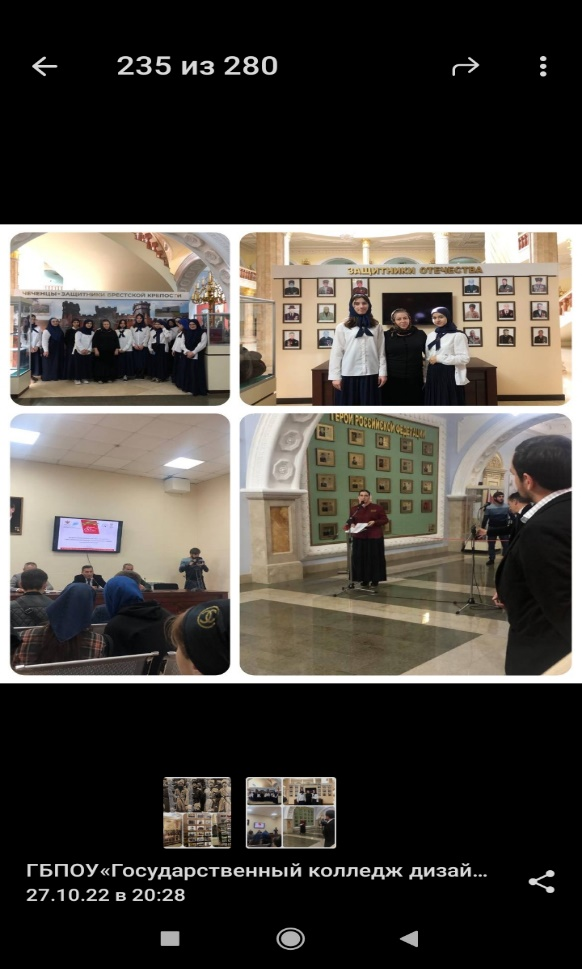 235 из 280
ЧЕЧЕНЦЫ-ЗАЩИТНИКИ БРЕСТСКОЙ КРЕПОСТИ
ЗАЩИТНИКИ ОТЕЧЕСТВА
ГЕРОИ РОССИЙСКОЙ ФЕДЕРАЦИИ
ГБПОУ«Государственный колледж дизай...
27.10.22 в 20:28